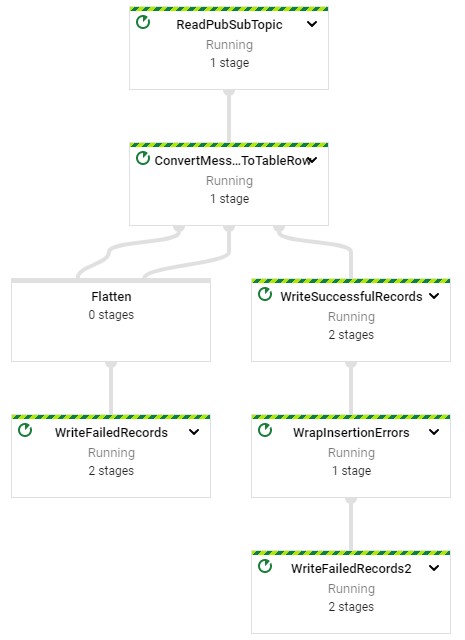 ReadPubSubTopic
Running
1 stage
ConvertMess...ToTableRow
Running
1 stage
Flatten
0 stages
WriteSuccessfulRecords
Running
2 stages
WriteFailedRecords
Running
2 stages
WrapInsertionErrors
Running
1 stage
WriteFailedRecords2
Running
2 stages